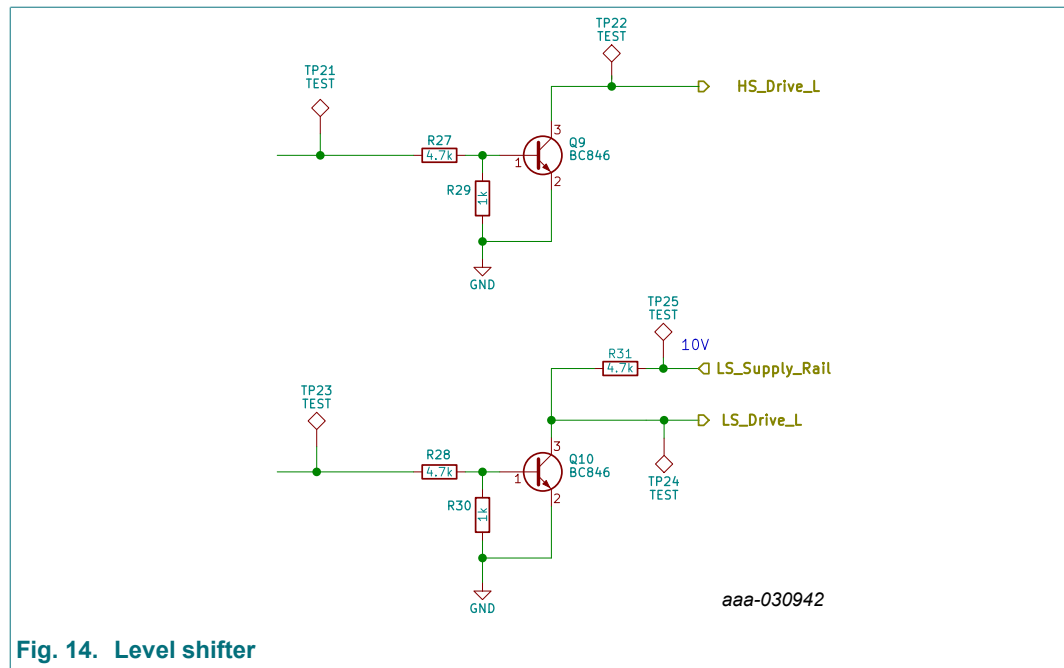 TP22
TEST
TP21
TEST
HS_Drive_L
R27
4.7k
3
Q9
BC846
1
2
R29
1k
GND
TP25
TEST
10V
R31
4.7k
LS_Supply_Rail
TP23
TEST
LS_Drive_L
R28
4.7k
3
Q10
BC846
1
2
TP24
TEST
R30
1k
GND
aaa-030942
Fig. 14. Level shifter